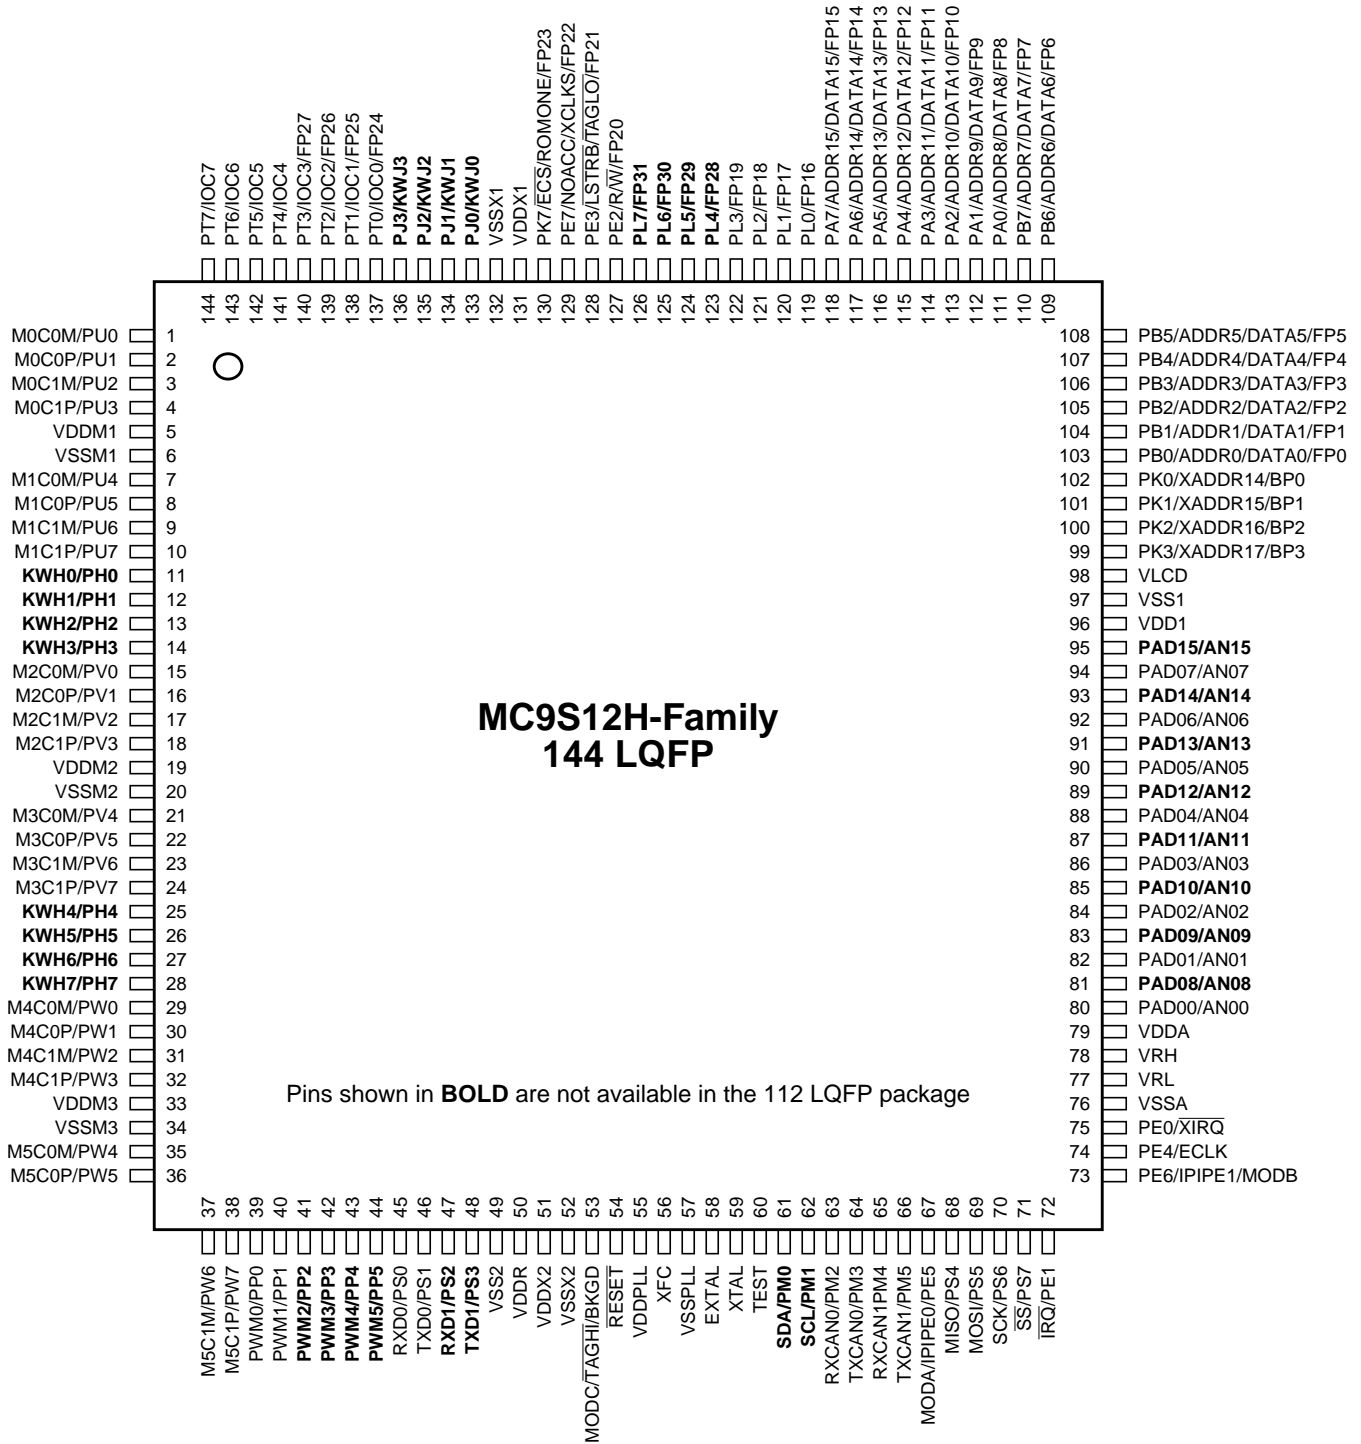 PT7/IOC7
PT6/IOC6
PT5/IOC5
PT4/IOC4
PT3/IOC3/FP27
PT2/IOC2/FP26
PT1/IOC1/FP25
PT0/IOC0/FP24
PJ3/KWJ3
PJ2/KWJ2
PJ1/KWJ1
PJ0/KWJ0
VSSX1
VDDX1
PK7/ECS/ROMONE/FP23
PE7/NOACC/XCLKS/FP22
PE3/LSTRB/TAGLO/FP21
PE2/R/W/FP20
PL7/FP31
PL6/FP30
PL5/FP29
PL4/FP28
PL3/FP19
PL2/FP18
PL1/FP17
PL0/FP16
PA7/ADDR15/DATA15/FP15
PA6/ADDR14/DATA14/FP14
PA5/ADDR13/DATA13/FP13
PA4/ADDR12/DATA12/FP12
PA3/ADDR11/DATA11/FP11
PA2/ADDR10/DATA10/FP10
PA1/ADDR9/DATA9/FP9
PA0/ADDR8/DATA8/FP8
PB7/ADDR7/DATA7/FP7
PB6/ADDR6/DATA6/FP6
144
143
142
141
140
139
138
137
136
135
134
133
132
131
130
129
128
127
126
125
124
123
122
121
120
119
118
117
116
115
114
113
112
111
110
109
M0C0M/PU0 1
M0C0P/PU1 2
M0C1M/PU2 3
M0C1P/PU3 4
VDDM1 5
VSSM1 6
M1C0M/PU4 7
M1C0P/PU5 8
M1C1M/PU6 9
M1C1P/PU7 10
KWH0/PH0 11
KWH1/PH1 12
KWH2/PH2 13
KWH3/PH3 14
M2C0M/PV0 15
M2C0P/PV1 16
M2C1M/PV2 17
M2C1P/PV3 18
VDDM2 19
VSSM2 20
M3C0M/PV4 21
M3C0P/PV5 22
M3C1M/PV6 23
M3C1P/PV7 24
KWH4/PH4 25
KWH5/PH5 26
KWH6/PH6 27
KWH7/PH7 28
M4C0M/PW0 29
M4C0P/PW1 30
M4C1M/PW2 31
M4C1P/PW3 32
VDDM3 33
VSSM3 34
M5C0M/PW4 35
M5C0P/PW5 36
MC9S12H-Family
144 LQFP
Pins shown in BOLD are not available in the 112 LQFP package
108 PB5/ADDR5/DATA5/FP5
107 PB4/ADDR4/DATA4/FP4
106 PB3/ADDR3/DATA3/FP3
105 PB2/ADDR2/DATA2/FP2
104 PB1/ADDR1/DATA1/FP1
103 PB0/ADDR0/DATA0/FP0
102 PK0/XADDR14/BP0
101 PK1/XADDR15/BP1
100 PK2/XADDR16/BP2
99 PK3/XADDR17/BP3
98 VLCD
97 VSS1
96 VDD1
95 PAD15/AN15
94 PAD07/AN07
93 PAD14/AN14
92 PAD06/AN06
91 PAD13/AN13
90 PAD05/AN05
89 PAD12/AN12
88 PAD04/AN04
87 PAD11/AN11
86 PAD03/AN03
85 PAD10/AN10
84 PAD02/AN02
83 PAD09/AN09
82 PAD01/AN01
81 PAD08/AN08
80 PAD00/AN00
79 VDDA
78 VRH
77 VRL
76 VSSA
75 PE0/XIRQ
74 PE4/ECLK
73 PE6/IPIPE1/MODB
37
38
39
40
41
42
43
44
45
46
47
48
49
50
51
52
53
54
55
56
57
58
59
60
61
62
63
64
65
66
67
68
69
70
71
72
M5C1M/PW6
M5C1P/PW7
PWM0/PP0
PWM1/PP1
PWM2/PP2
PWM3/PP3
PWM4/PP4
PWM5/PP5
RXD0/PS0
TXD0/PS1
RXD1/PS2
TXD1/PS3
VSS2
VDDR
VDDX2
VSSX2
MODC/TAGHI/BKGD
RESET
VDDPLL
XFC
VSSPLL
EXTAL
XTAL
TEST
SDA/PM0
SCL/PM1
RXCAN0/PM2
TXCAN0/PM3
RXCAN1PM4
TXCAN1/PM5
MODA/IPIPE0/PE5
MISO/PS4
MOSI/PS5
SCK/PS6
SS/PS7
IRQ/PE1